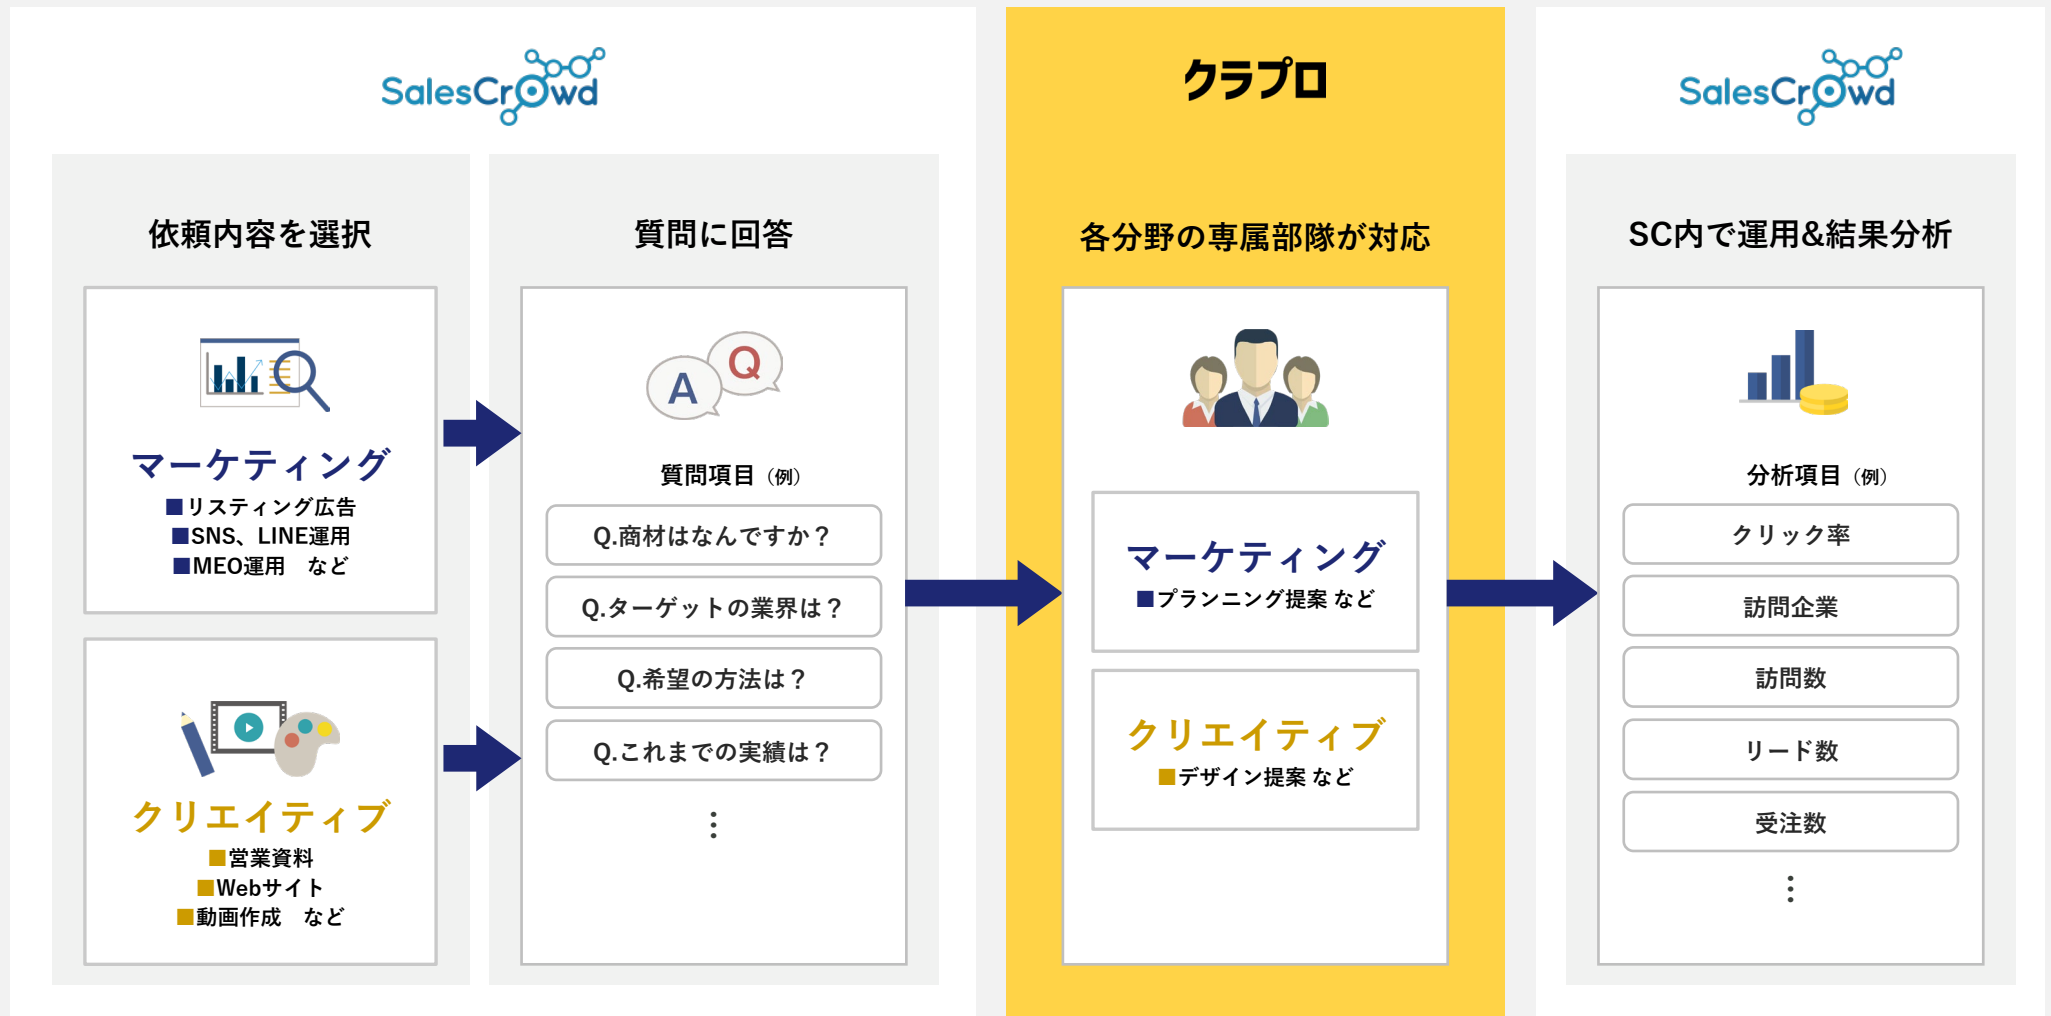 SalesCrowd
依頼内容を選択
マーケティング
■リスティング広告
■SNS、LINE運用
■MEO運用　など
クリエイティブ
■営業資料
■Webサイト
■動画作成　など
質問に回答
A
Q
質問項目（例）
Q.商材はなんですか？
Q.ターゲットの業界は？
Q.希望の方法は？
Q.これまでの実績は？
⋮
クラプロ
各分野の専属部隊が対応
マーケティング
■プランニング提案 など
クリエイティブ
■デザイン提案 など
SalesCrowd
SC内で運用&結果分析
分析項目（例）
クリック率
訪問企業
訪問数
リード数
受注数
⋮